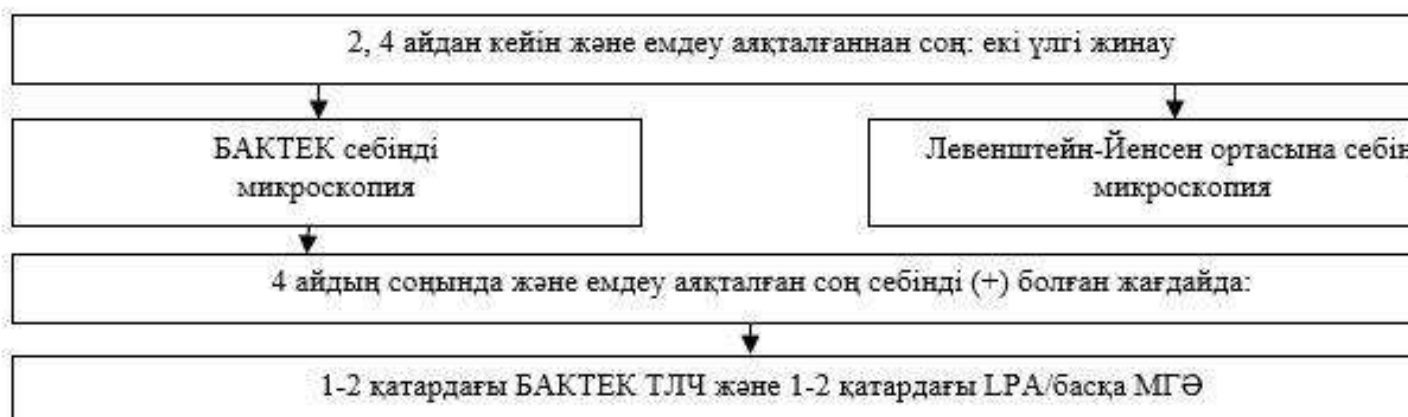 2, 4 айдан кейін және емдеу аяқталғаннан соң: екі үлгі жинау
БАКТЕК себінді
микроскопия
Левенштейн-Йенсен ортасына
микроскопия
4 айдың соңында және емдеу аяқталған соң себінді (+) болған жағдайда:
1-2 қатардағы БАКТЕК ТЛЧ және 1-2 қатардағы LPA/басқа МГӘ